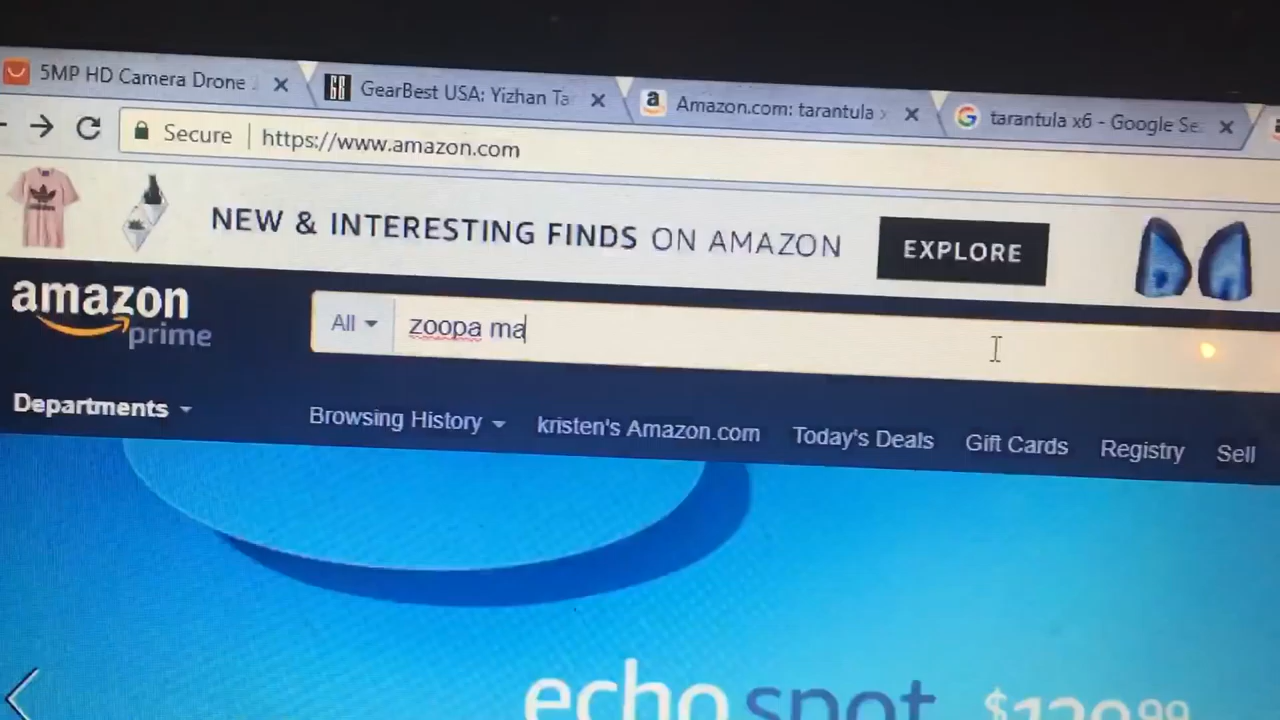 5MP HD Camera Drone
GearBest USA: Yizhan Ta
Amazon.com: tarantula x
tarantula x6 - Google Se
Secure
https://www.amazon.com
NEW & INTERESTING FINDS ON AMAZON
EXPLORE
amazon
prime
All
zoopa ma
Departments
Browsing History
kristen's Amazon.com
Today's Deals
Gift Cards
Registry
Sell
echo spot $129.99